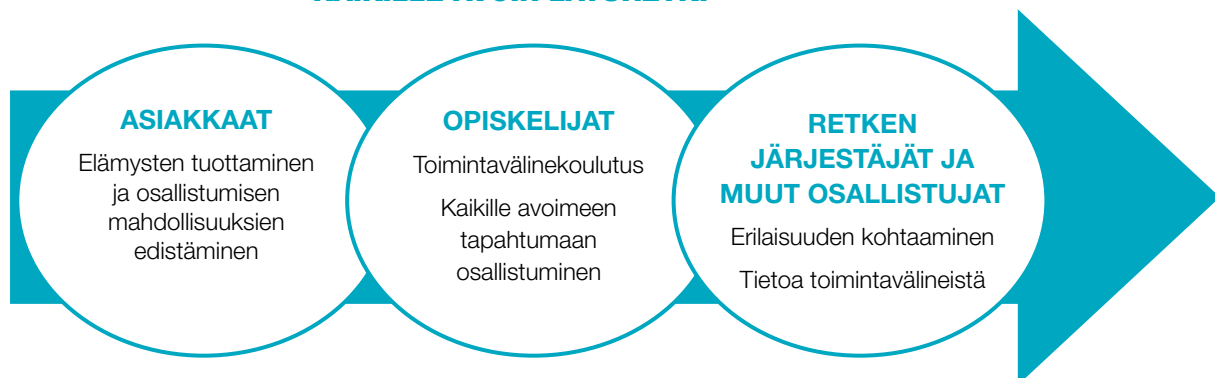 ASIAKKAAT
Elämysten tuottaminen
ja osallistumisen
mahdollisuuksien
edistäminen
OPISKELIJAT
Toimintavälinekoulutus
Kaikille avoimeen
tapahtumaan
osallistuminen
RETKEN
JÄRJESTÄJÄT JA
MUUT OSALLISTUJAT
Erilaisuuden kohtaaminen
Tietoa toimintavälineistä